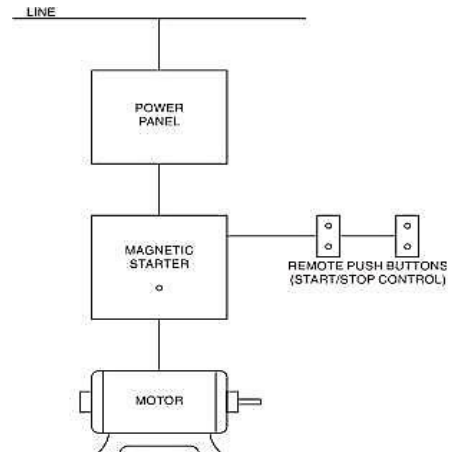 LINE
POWER
PANEL
MAGNETIC
STARTER
REMOTE PUSH BUTTONS
(START/STOP CONTROL)
MOTOR